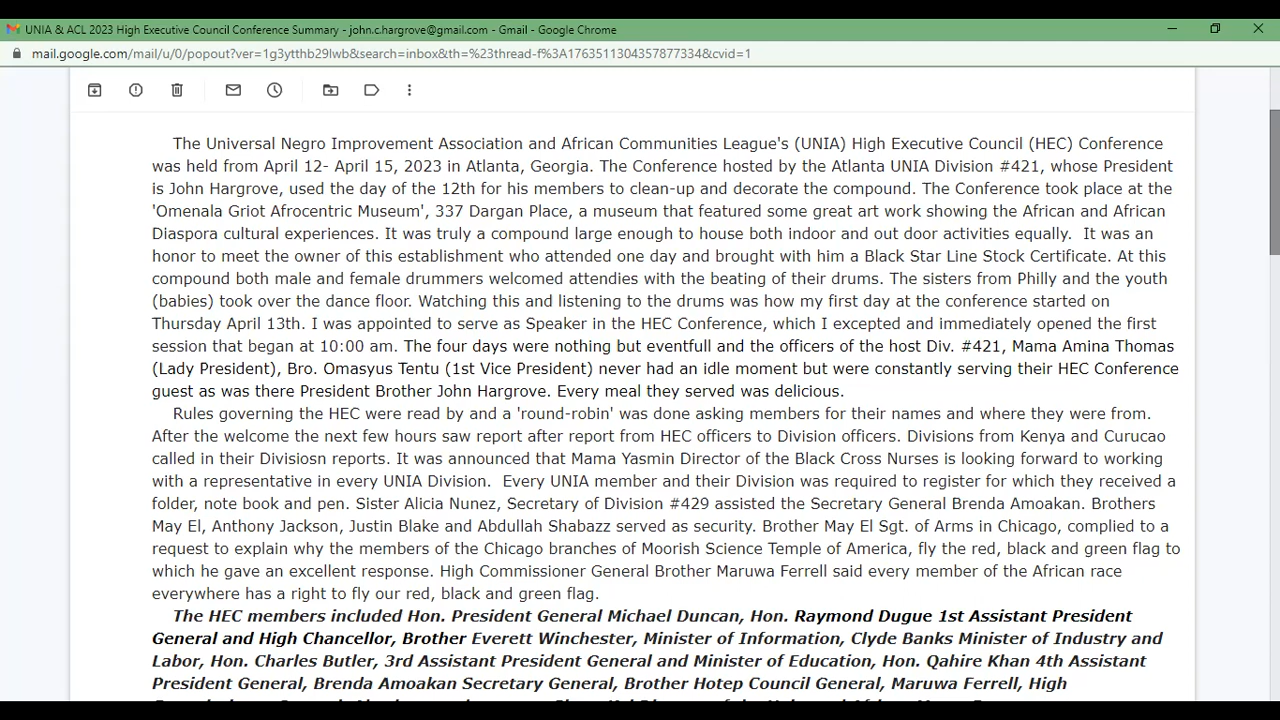 UNIA & ACL 2023 High Executive Council Conference Summary - john.c.hargrove@gmail.com - Gmail - Google Chrome
mail.google.com/mail/u/0/popout?ver=1g3ytthb29lwb&search=inbox&th=%23thread-f%3A1763511304357877334&cvid=1
The Universal Negro Improvement Association and African Communities League's (UNIA) High Executive Council (HEC) Conference
was held from April 12- April 15, 2023 in Atlanta, Georgia. The Conference hosted by the Atlanta UNIA Division #421, whose President
is John Hargrove, used the day of the 12th for his members to clean-up and decorate the compound. The Conference took place at the
'Omenala Griot Afrocentric Museum', 337 Dargan Place, a museum that featured some great art work showing the African and African
Diaspora cultural experiences. It was truly a compound large enough to house both indoor and out door activities equally.  It was an
honor to meet the owner of this establishment who attended one day and brought with him a Black Star Line Stock Certificate. At this
compound both male and female drummers welcomed attendies with the beating of their drums. The sisters from Philly and the youth
(babies) took over the dance floor. Watching this and listening to the drums was how my first day at the conference started on
Thursday April 13th. I was appointed to serve as Speaker in the HEC Conference, which I excepted and immediately opened the first
session that began at 10:00 am. The four days were nothing but eventfull and the officers of the host Div. #421, Mama Amina Thomas
(Lady President), Bro. Omasyus Tentu (1st Vice President) never had an idle moment but were constantly serving their HEC Conference
guest as was there President Brother John Hargrove. Every meal they served was delicious.
Rules governing the HEC were read by and a 'round-robin' was done asking members for their names and where they were from.
After the welcome the next few hours saw report after report from HEC officers to Division officers. Divisions from Kenya and Curucao
called in their Divisiosn reports. It was announced that Mama Yasmin Director of the Black Cross Nurses is looking forward to working
with a representative in every UNIA Division.  Every UNIA member and their Division was required to register for which they received a
folder, note book and pen. Sister Alicia Nunez, Secretary of Division #429 assisted the Secretary General Brenda Amoakan. Brothers
May El, Anthony Jackson, Justin Blake and Abdullah Shabazz served as security. Brother May El Sgt. of Arms in Chicago, complied to a
request to explain why the members of the Chicago branches of Moorish Science Temple of America, fly the red, black and green flag to
which he gave an excellent response. High Commissioner General Brother Maruwa Ferrell said every member of the African race
everywhere has a right to fly our red, black and green flag.
The HEC members included Hon. President General Michael Duncan, Hon. Raymond Dugue 1st Assistant President
General and High Chancellor, Brother Everett Winchester, Minister of Information, Clyde Banks Minister of Industry and
Labor, Hon. Charles Butler, 3rd Assistant President General and Minister of Education, Hon. Qahire Khan 4th Assistant
President General, Brenda Amoakan Secretary General, Brother Hotep Council General, Maruwa Ferrell, High